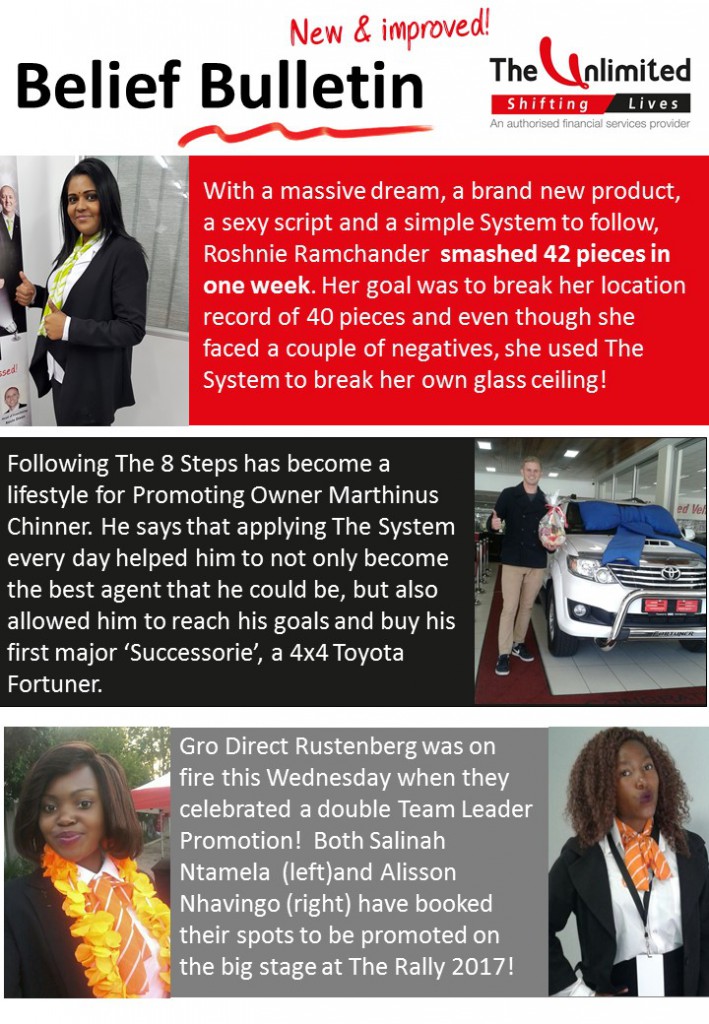 New & improved!
Belief Bulletin
The Unlimited
Shifting Lives
An authorised financial services provider
With a massive dream, a brand new product,
a sexy script and a simple System to follow,
Roshnie Ramchander smashed 42 pieces in
one week. Her goal was to break her location
record of 40 pieces and even though she
faced a couple of negatives, she used The
System to break her own glass ceiling!
Following The 8 Steps has become a
lifestyle for Promoting Owner Marthinus
Chinner. He says that applying The System
every day helped him to not only become
the best agent that he could be, but also
allowed him to reach his goals and buy his
first major ‘Successorie’, a 4x4 Toyota
Fortuner.
Gro Direct Rustenberg was on
fire this Wednesday when they
celebrated a double Team Leader
Promotion! Both Salinah
Ntamela (left)and Alisson
Nhavingo (right) have booked
their spots to be promoted on
the big stage at The Rally 2017!